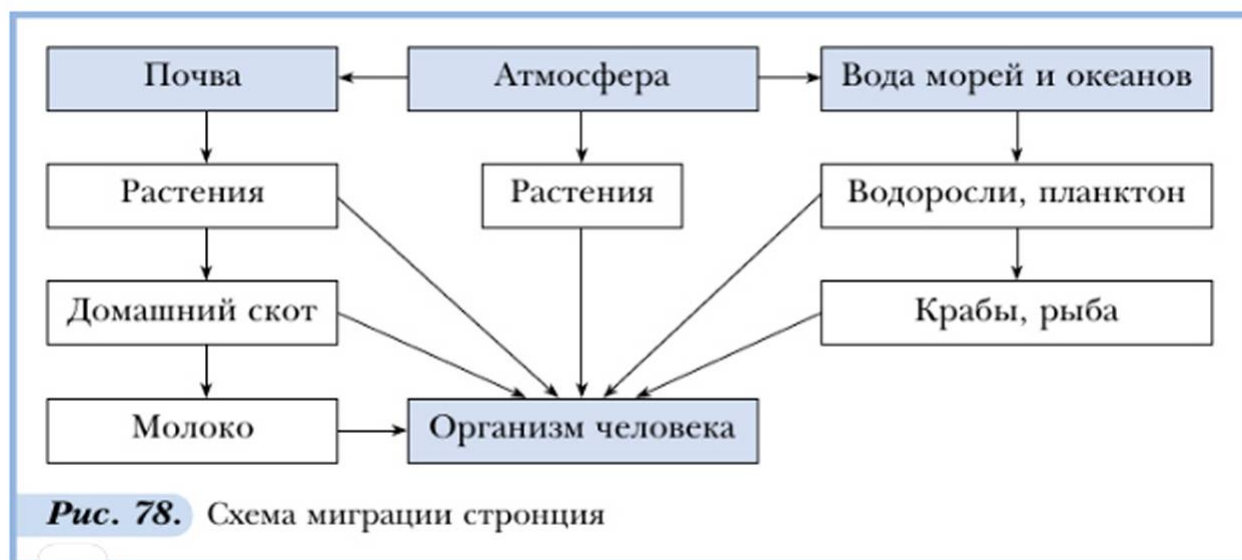 Почва
Атмосфера
Вода морей и океанов
Растения
Растения
Водоросли, планктон
Домашний скот
Крабы, рыба
Молоко
Организм человека
Рис. 78. Схема миграции стронция